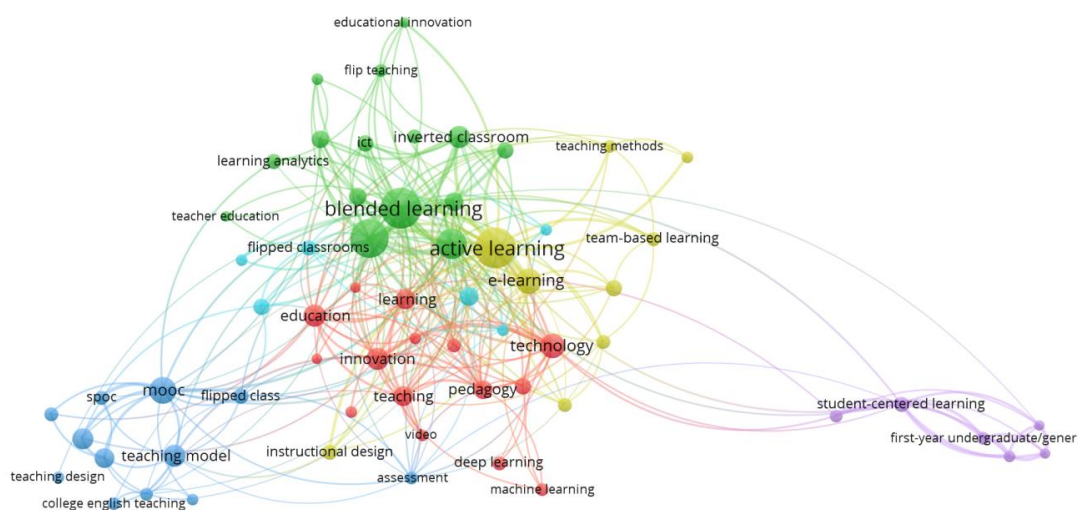 educational innovation
flip teaching
ict
inverted classroom
learning analytics
teaching methods
teacher education
blended learning
flipped classrooms
active learning
team-based learning
e-learning
learning
education
innovation
technology
mooc
spoc
flipped class
teaching
pedagogy
student-centered learning
video
first-year undergraduate/gener
teaching model
instructional design
deep learning
teaching design
assessment
machine learning
college english teaching